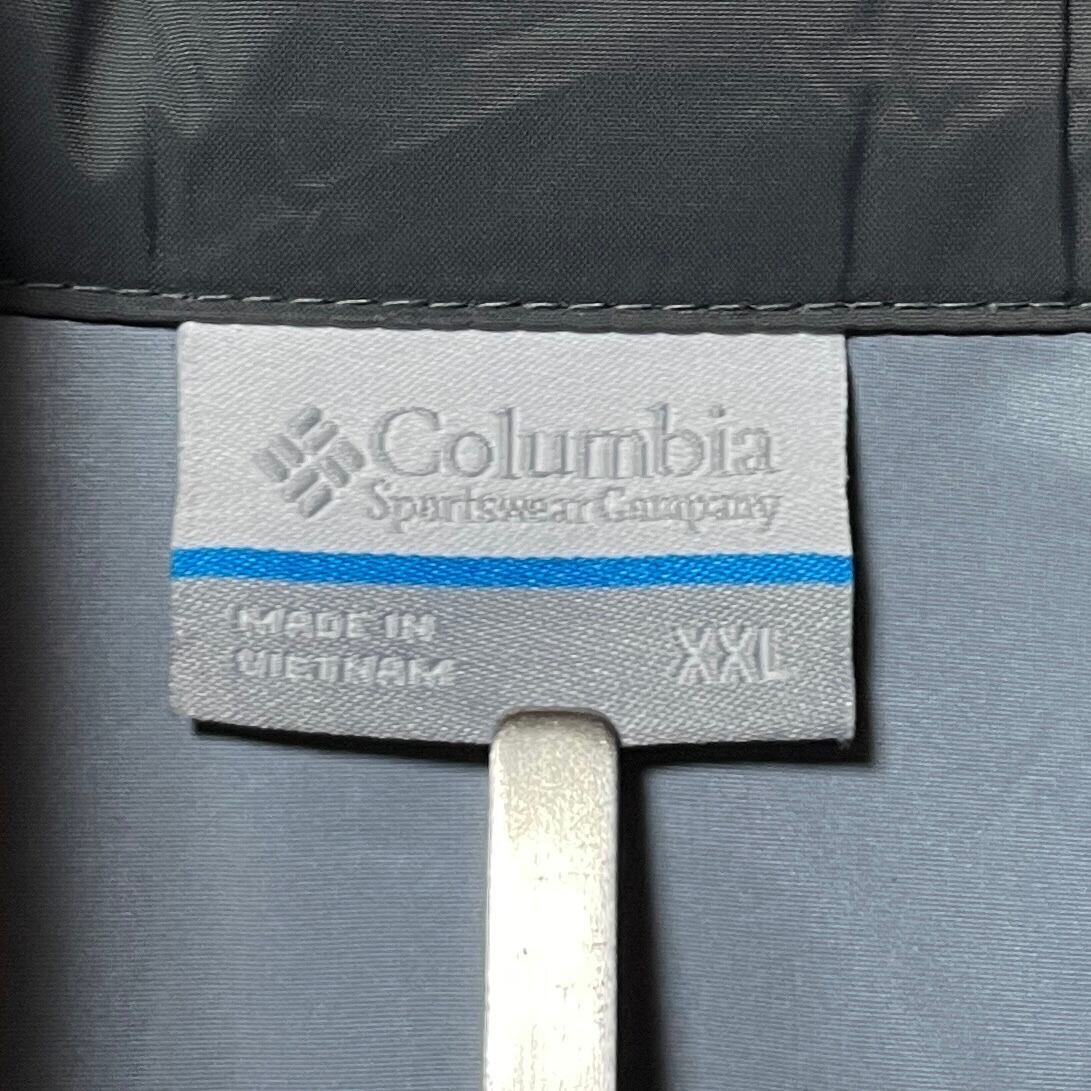 Columbia
Sportswear Company
MADE IN
VIETNAM
XXL